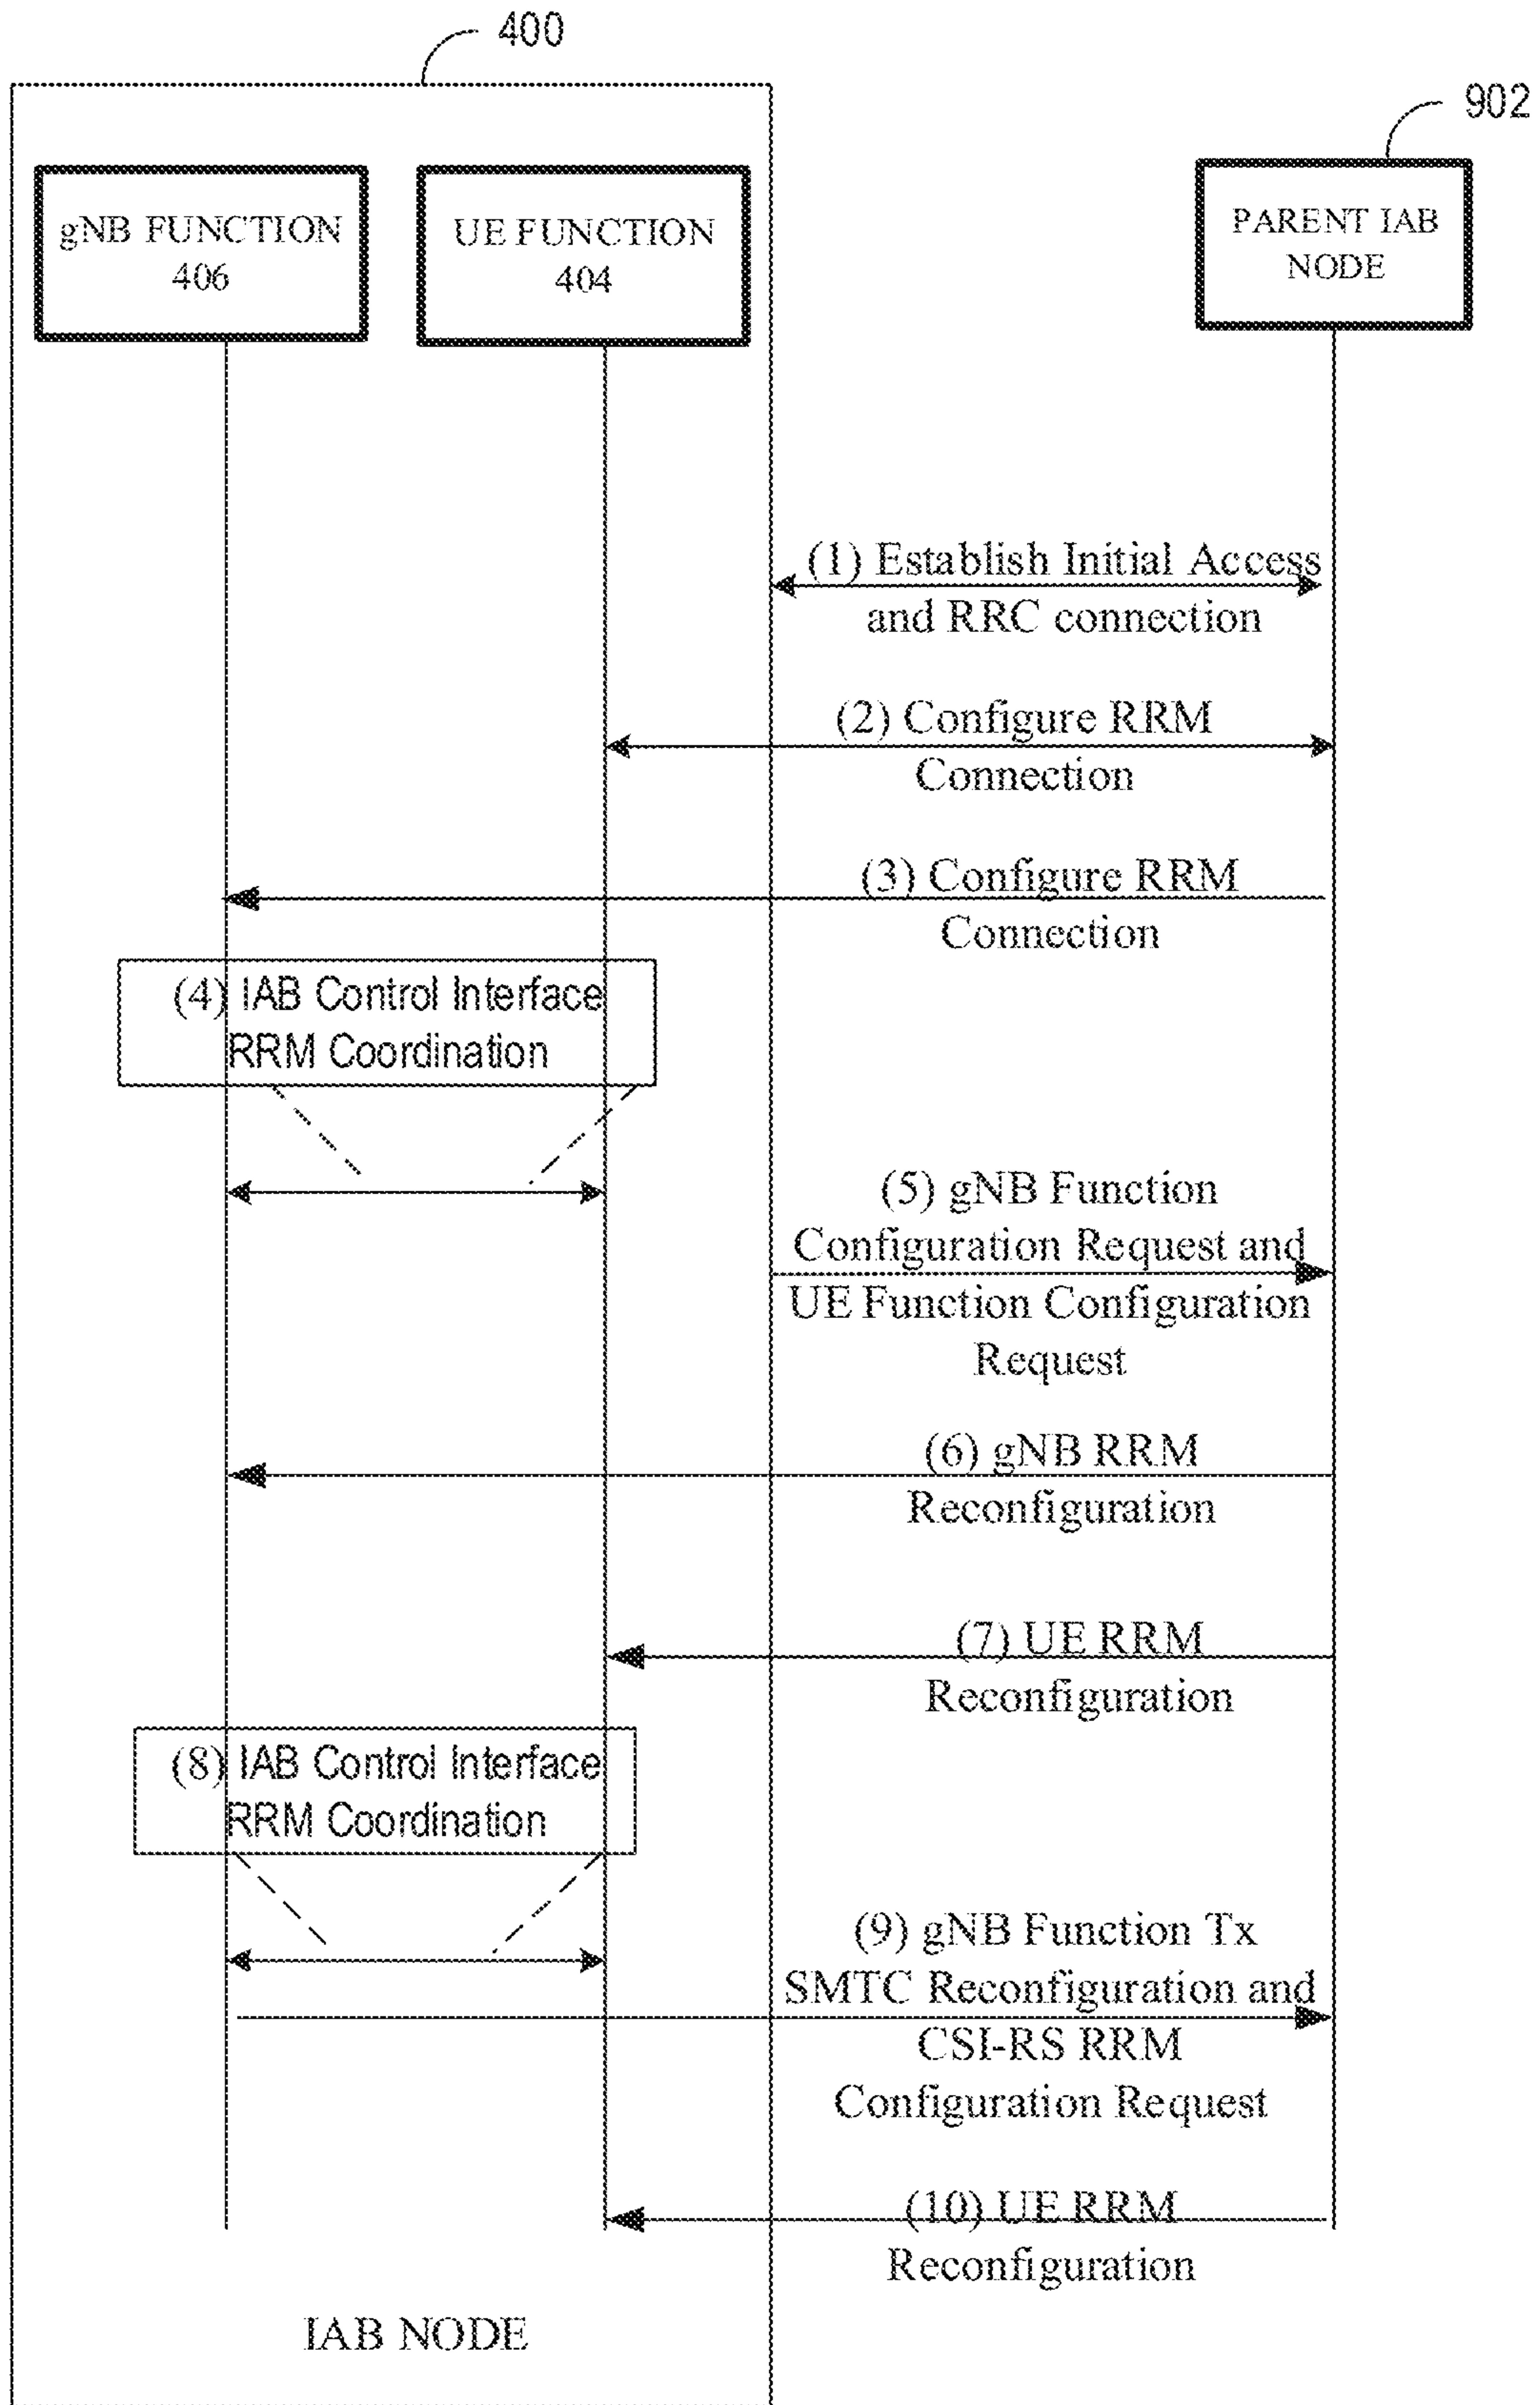 400
902
gNB FUNCTION
406
UE FUNCTION
404
PARENT IAB
NODE
(1) Establish Initial Access
and RRC connection
(2) Configure RRM
Connection
(3) Configure RRM
Connection
(4) IAB Control Interface
RRM Coordination
(5) gNB Function
Configuration Request and
UE Function Configuration
Request
(6) gNB RRM
Reconfiguration
(7) UE RRM
Reconfiguration
(8) IAB Control Interface
RRM Coordination
(9) gNB Function Tx
SMTC Reconfiguration and
CSI-RS RRM
Configuration Request
(10) UE RRM
Reconfiguration
IAB NODE